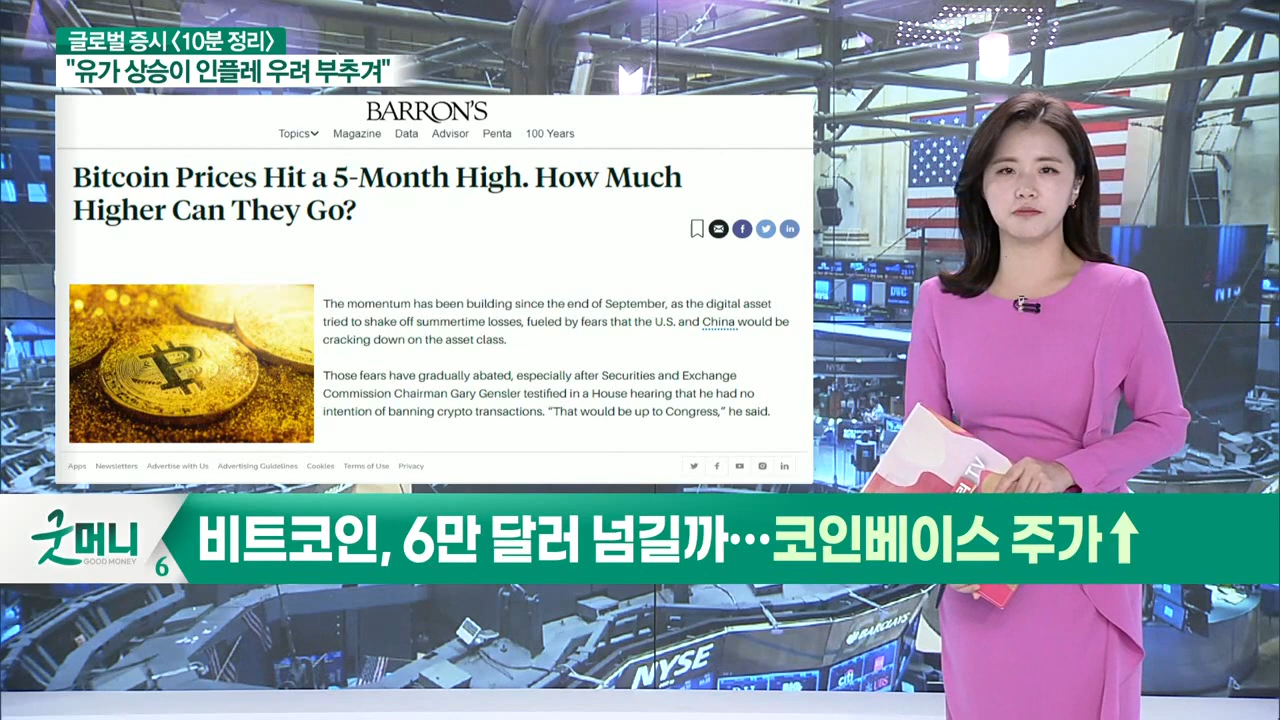 글로벌 증시 〈10분 정리〉
"유가 상승이 인플레 우려 부추겨"
BARRON'S
Topics Magazine Data Advisor Penta 100 Years
Bitcoin Prices Hit a 5-Month High. How Much
Higher Can They Go?
The momentum has been building since the end of September, as the digital asset
tried to shake off summertime losses, fueled by fears that the U.S. and China would be
cracking down on the asset class.
Those fears have gradually abated, especially after Securities and Exchange
Commission Chairman Gary Gensler testified in a House hearing that he had no
intention of banning crypto transactions. "That would be up to Congress," he said.
Apps Newsletters Advertise with Us Advertising Guidelines Cookies Terms of Use Privacy
굿머니
GOOD MONEY
6
비트코인, 6만 달러 넘길까…코인베이스 주가↑
TV
NYSE
BARCLAYS
NYSE
citi
UBS